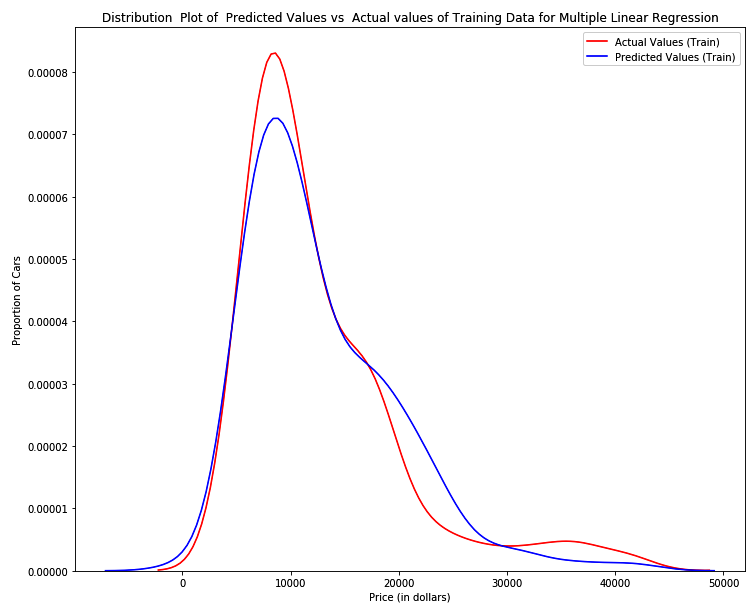 Distribution  Plot of  Predicted Values vs  Actual values of Training Data for Multiple Linear Regression
Actual Values (Train)
Predicted Values (Train)
Proportion of Cars
0.00008
0.00007
0.00006
0.00005
0.00004
0.00003
0.00002
0.00001
0.00000
0 10000 20000 30000 40000 50000
Price (in dollars)